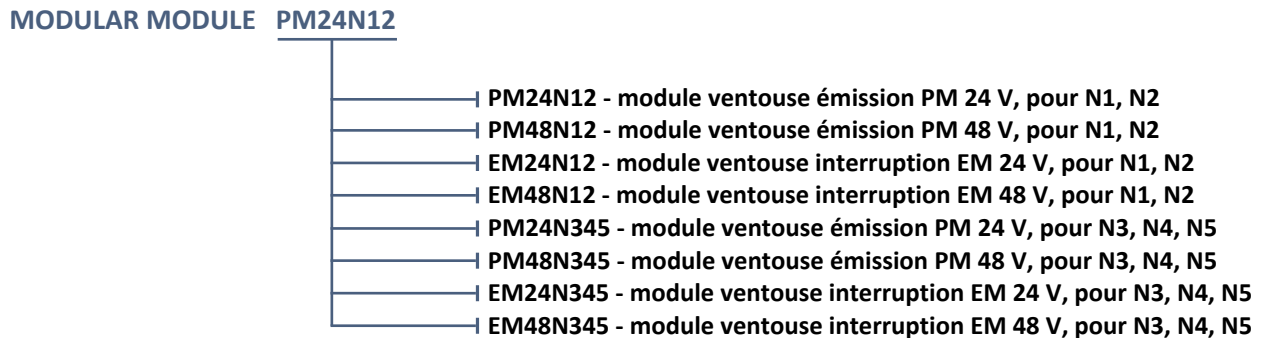 MODULAR MODULE PM24N12
PM24N12 - module ventouse émission PM 24 V, pour N1, N2
PM48N12 - module ventouse émission PM 48 V, pour N1, N2
EM24N12 - module ventouse interruption EM 24 V, pour N1, N2
EM48N12 - module ventouse interruption EM 48 V, pour N1, N2
PM24N345 - module ventouse émission PM 24 V, pour N3, N4, N5
PM48N345 - module ventouse émission PM 48 V, pour N3, N4, N5
EM24N345 - module ventouse interruption EM 24 V, pour N3, N4, N5
EM48N345 - module ventouse interruption EM 48 V, pour N3, N4, N5